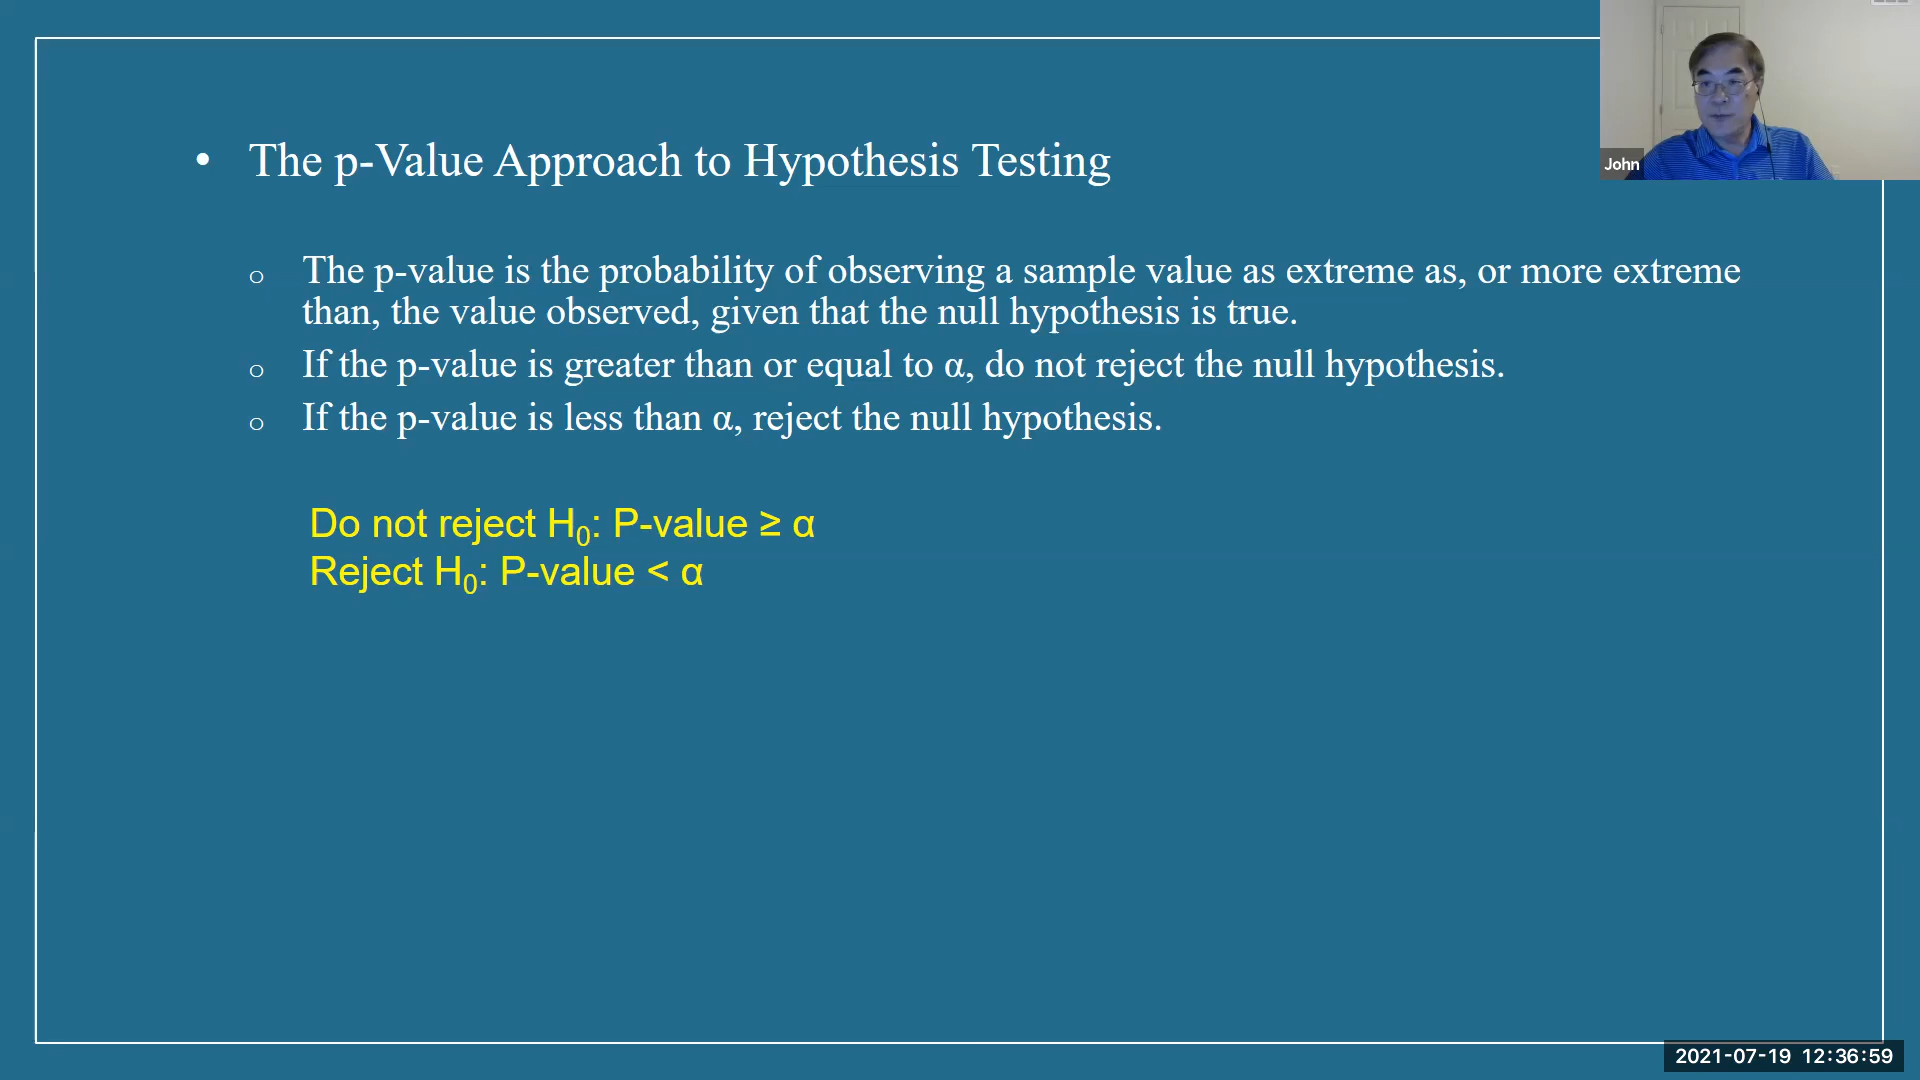 • The p-Value Approach to Hypothesis Testing
John
o The p-value is the probability of observing a sample value as extreme as, or more extreme
than, the value observed, given that the null hypothesis is true.
o If the p-value is greater than or equal to α, do not reject the null hypothesis.
o If the p-value is less than α, reject the null hypothesis.
Do not reject H₀: P-value ≥ α
Reject H₀: P-value < α
2021-07-19 12:36:59